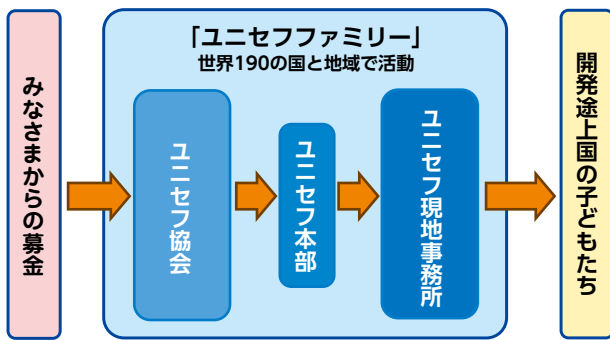 みなさまからの募金
「ユニセフファミリー」
世界190の国と地域で活動
ユニセフ協会
ユニセフ本部
ユニセフ現地事務所
開発途上国の子どもたち